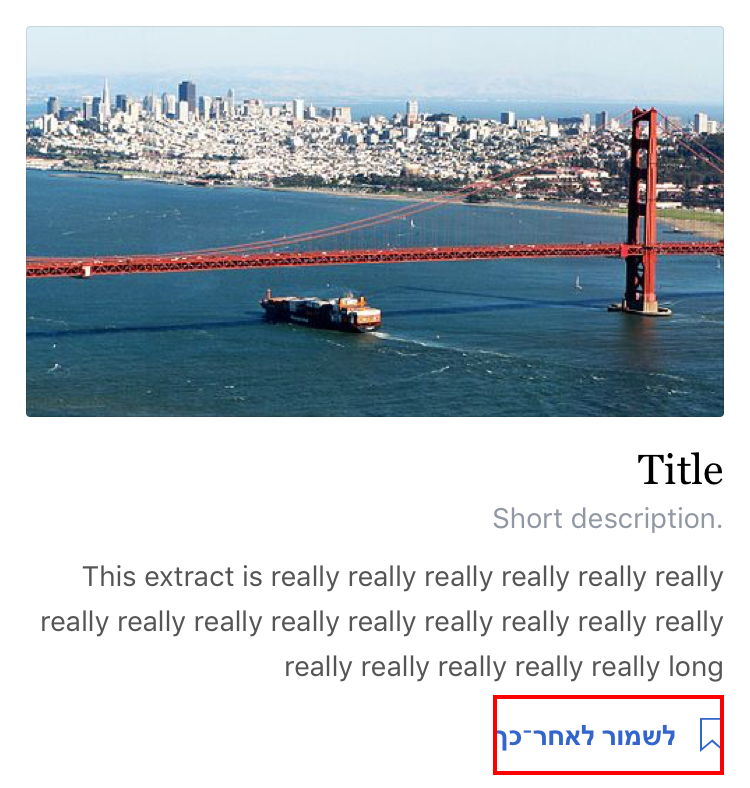 Title
Short description.
This extract is really really really really really really
really really really really really really really really really
really really really really really long
לשמור לאחר־כך